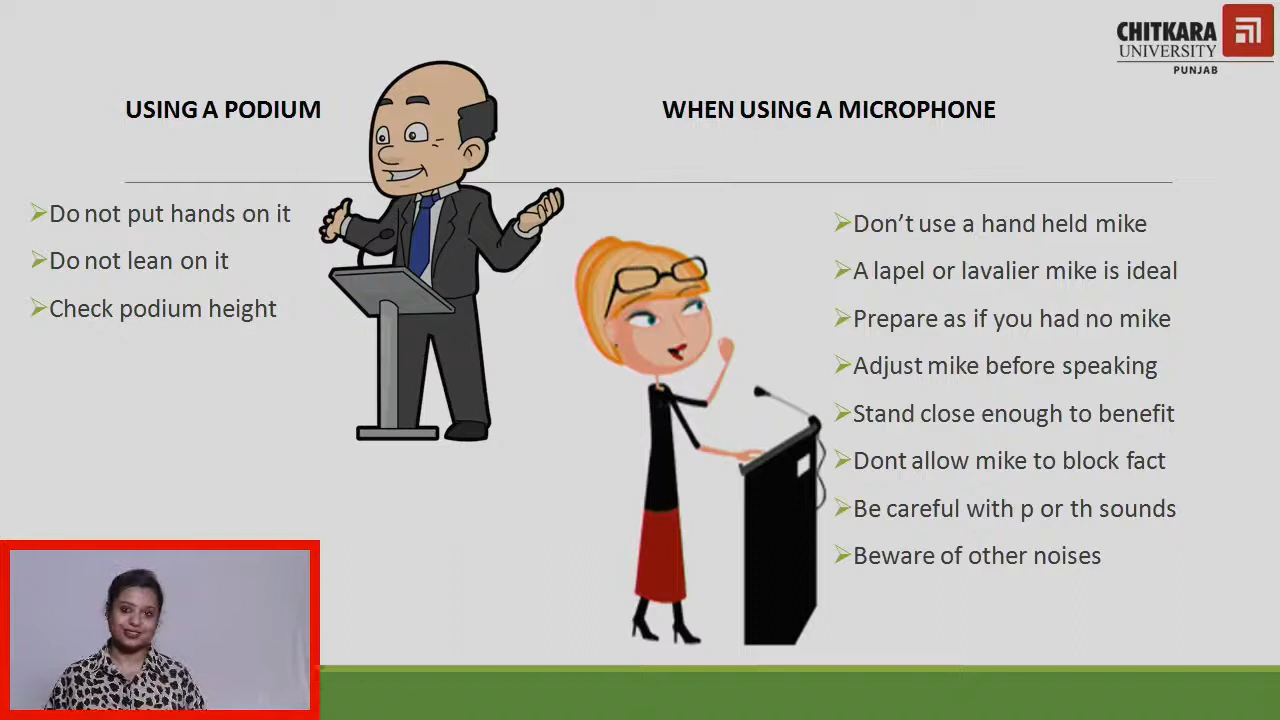 CHITKARA
UNIVERSITY
PUNJAB
USING A PODIUM
Do not put hands on it
Do not lean on it
Check podium height
WHEN USING A MICROPHONE
Don’t use a hand held mike
A lapel or lavalier mike is ideal
Prepare as if you had no mike
Adjust mike before speaking
Stand close enough to benefit
Dont allow mike to block fact
Be careful with p or th sounds
Beware of other noises